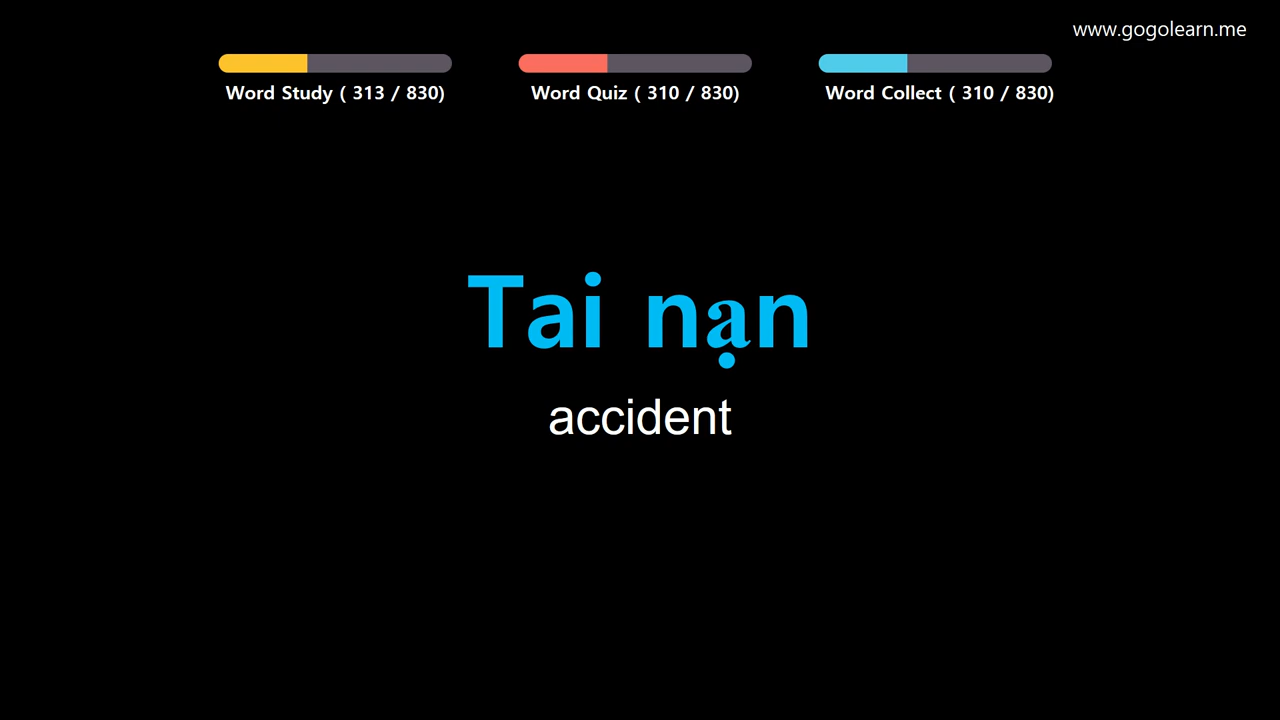 www.gogolearn.me
Word Study ( 313 / 830)
Word Quiz ( 310 / 830)
Word Collect ( 310 / 830)
Tai nạn
accident